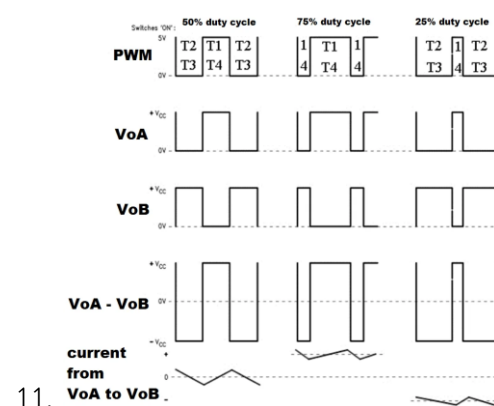 50% duty cycle 75% duty cycle 25% duty cycle
Switches 'ON':
5V
PWM
T2 T1 T2 1 T1 1 T2 1 T2
T3 T4 T3 4 T4 4 T3 4 T3
0V
+ Vcc
VoA
0V
+ Vcc
VoB
0V
+ Vcc
VoA - VoB 0V
- Vcc
current +
from 0
11. VoA to VoB -